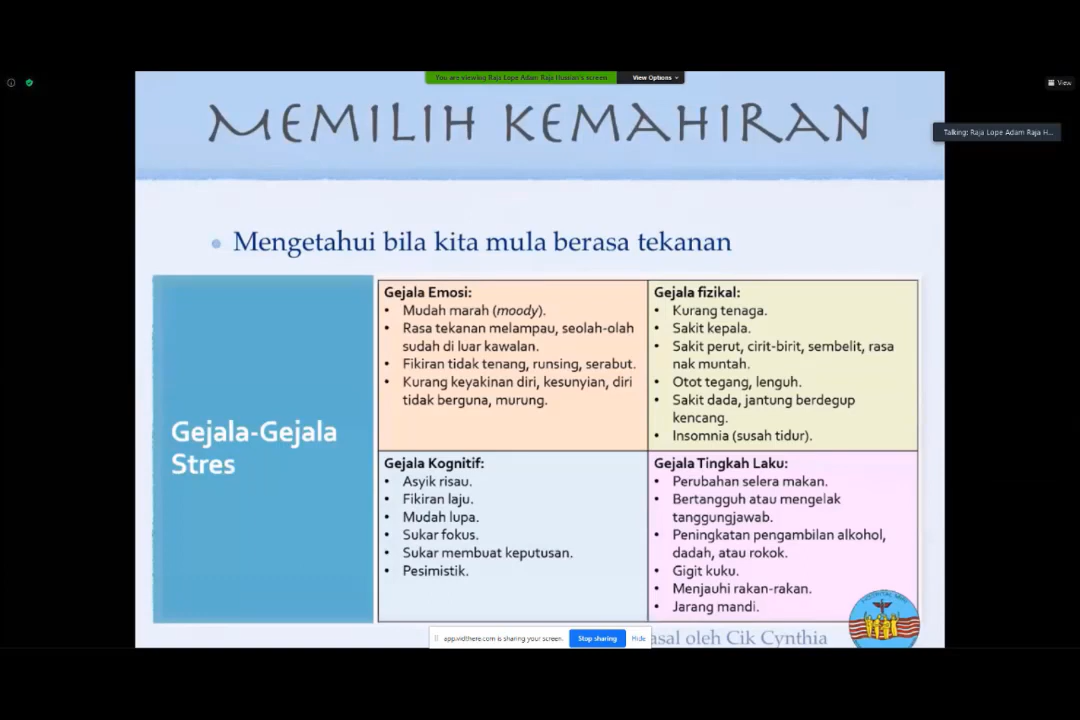 You are viewing Raja Lope Adam Raja Husian's screen
View Options
View
MEMILIH KEMAHIRAN
Talking: Raja Lope Adam Raja H...
• Mengetahui bila kita mula berasa tekanan
Gejala-Gejala
Stres
Gejala Emosi:
• Mudah marah (moody).
• Rasa tekanan melampau, seolah-olah
sudah di luar kawalan.
• Fikiran tidak tenang, runsing, serabut.
• Kurang keyakinan diri, kesunyian, diri
tidak berguna, murung.
Gejala fizikal:
• Kurang tenaga.
• Sakit kepala.
• Sakit perut, cirit-birit, sembelit, rasa
nak muntah.
• Otot tegang, lenguh.
• Sakit dada, jantung berdegup
kencang.
• Insomnia (susah tidur).
Gejala Kognitif:
• Asyik risau.
• Fikiran laju.
• Mudah lupa.
• Sukar fokus.
• Sukar membuat keputusan.
• Pesimistik.
Gejala Tingkah Laku:
• Perubahan selera makan.
• Bertangguh atau mengelak
tanggungjawab.
• Peningkatan pengambilan alkohol,
dadah, atau rokok.
• Gigit kuku.
• Menjauhi rakan-rakan.
• Jarang mandi.
asal oleh Cik Cynthia
app.vidthere.com is sharing your screen.
Stop sharing
Hide